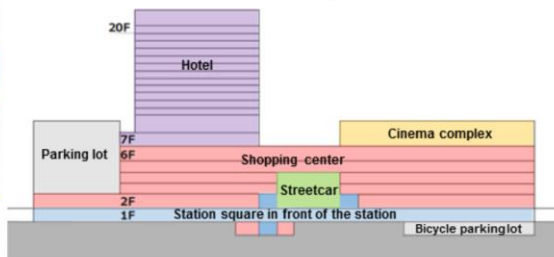 20F
Hotel
7F
Cinema complex
Parking lot
6F
Shopping center
Streetcar
2F
1F
Station square in front of the station
Bicycle parkinglot